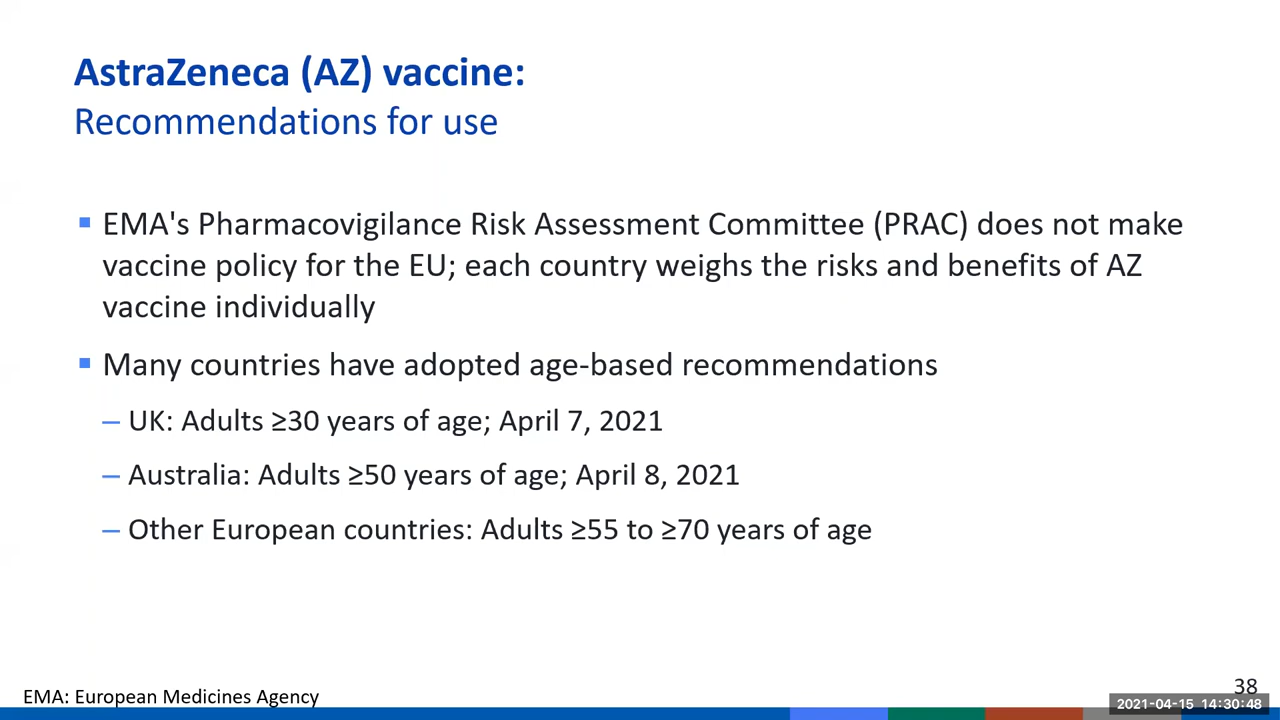 AstraZeneca (AZ) vaccine:
Recommendations for use
▪ EMA's Pharmacovigilance Risk Assessment Committee (PRAC) does not make
vaccine policy for the EU; each country weighs the risks and benefits of AZ
vaccine individually
▪ Many countries have adopted age-based recommendations
– UK: Adults ≥30 years of age; April 7, 2021
– Australia: Adults ≥50 years of age; April 8, 2021
– Other European countries: Adults ≥55 to ≥70 years of age
EMA: European Medicines Agency
38
2021-04-15 14:30:48